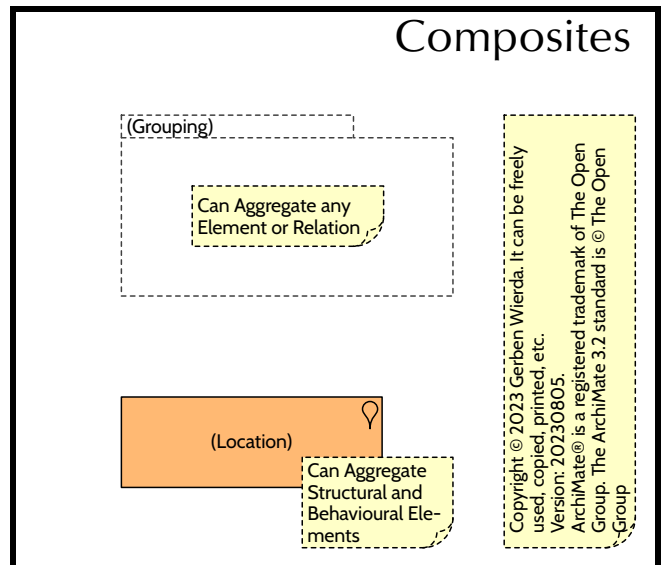 Composites
(Grouping)
Can Aggregate any
Element or Relation
(Location)
Can Aggregate
Structural and
Behavioural Ele-
ments
Copyright © 2023 Gerben Wierda. It can be freely
used, copied, printed, etc.
Version: 20230805.
ArchiMate® is a registered trademark of The Open
Group. The ArchiMate 3.2 standard is © The Open
Group